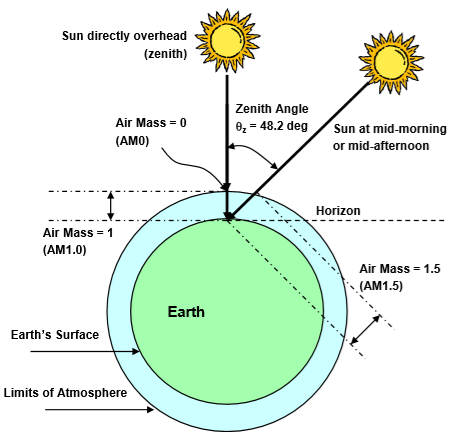 Sun directly overhead
(zenith)
Zenith Angle
θz = 48.2 deg
Air Mass = 0
(AM0)
Sun at mid-morning
or mid-afternoon
Horizon
Air Mass = 1
(AM1.0)
Air Mass = 1.5
(AM1.5)
Earth
Earth's Surface
Limits of Atmosphere